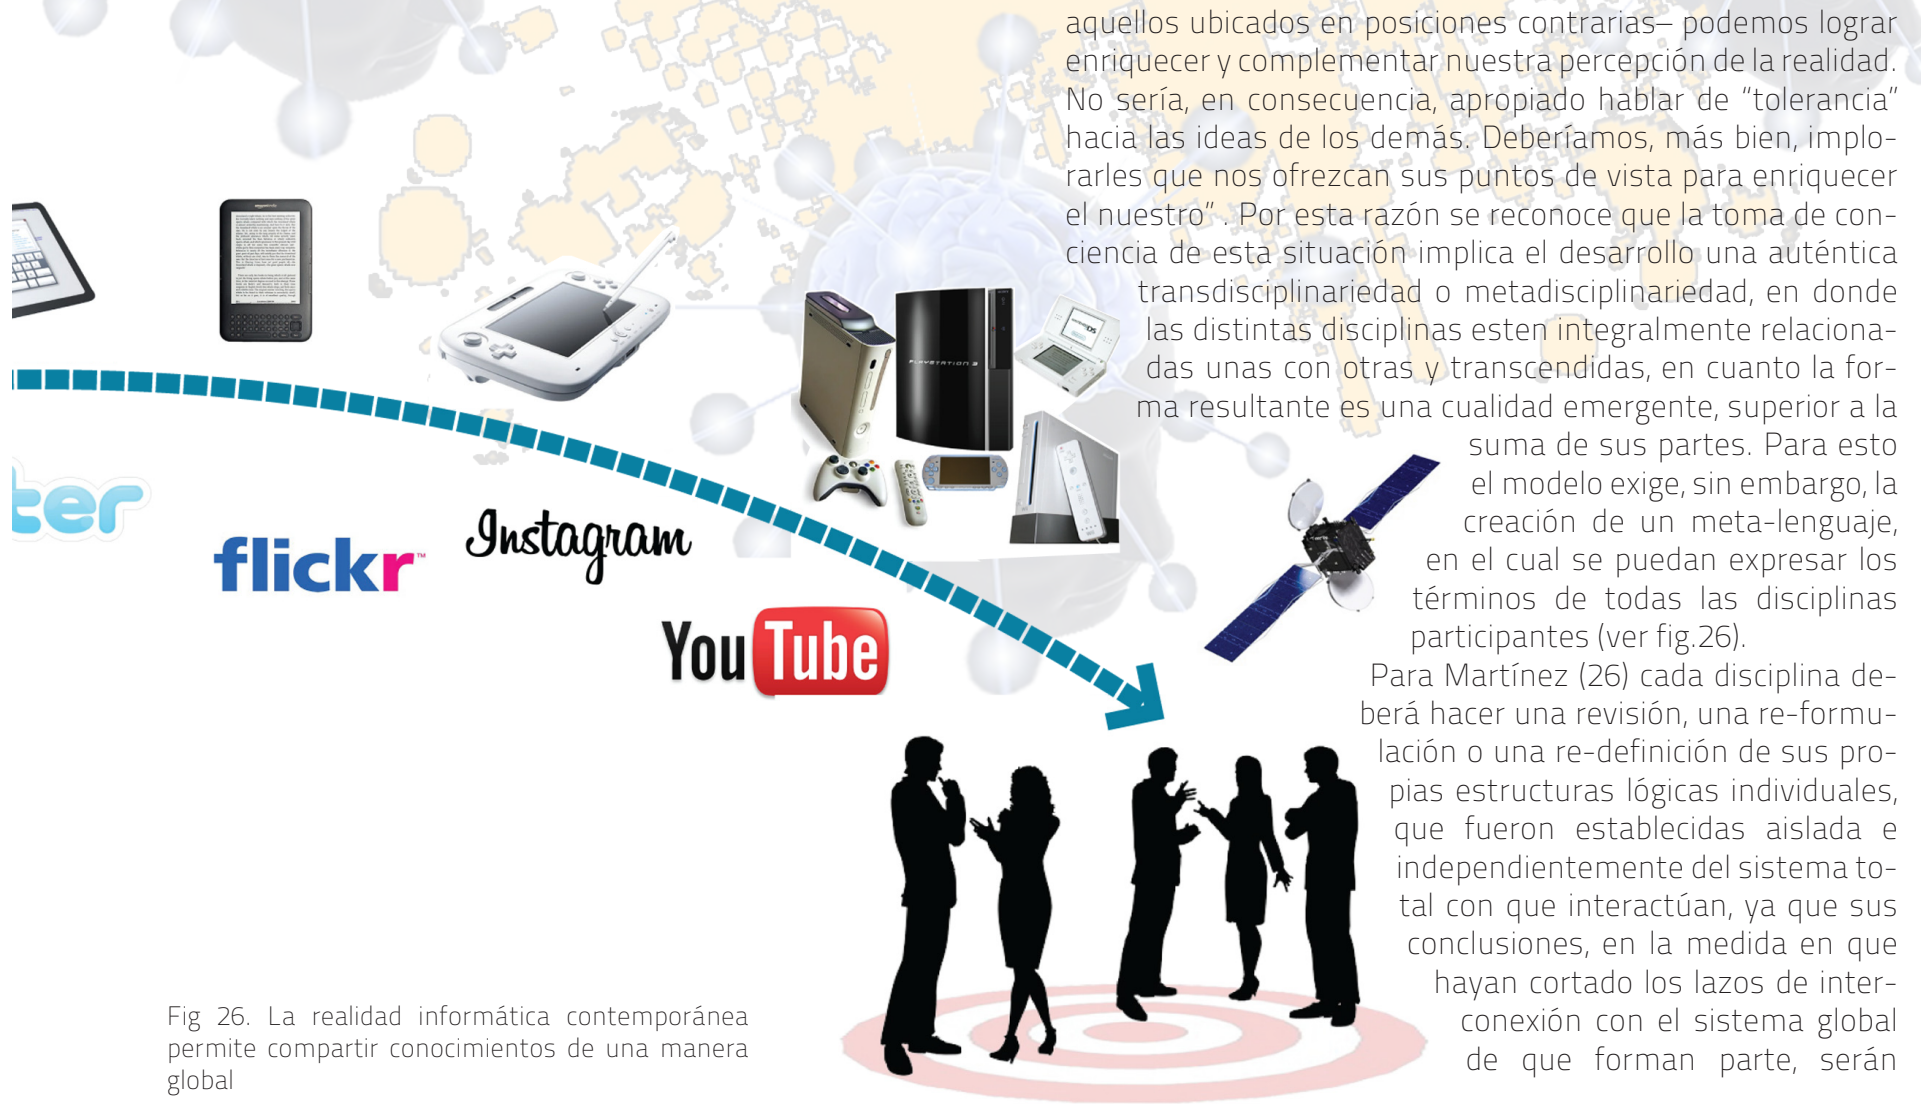 aquellos ubicados en posiciones contrarias– podemos lograr
enriquecer y complementar nuestra percepción de la realidad.
No sería, en consecuencia, apropiado hablar de “tolerancia”
hacia las ideas de los demás. Deberíamos, más bien, implo-
rarles que nos ofrezcan sus puntos de vista para enriquecer
el nuestro” . Por esta razón se reconoce que la toma de con-
ciencia de esta situación implica el desarrollo una auténtica
transdisciplinariedad o metadisciplinariedad, en donde
las distintas disciplinas esten integralmente relaciona-
das unas con otras y transcendidas, en cuanto la for-
ma resultante es una cualidad emergente, superior a la
suma de sus partes. Para esto
el modelo exige, sin embargo, la
creación de un meta-lenguaje,
en el cual se puedan expresar los
términos de todas las disciplinas
participantes (ver fig.26).
Para Martínez (26) cada disciplina de-
berá hacer una revisión, una re-formu-
lación o una re-definición de sus pro-
pias estructuras lógicas individuales,
que fueron establecidas aislada e
independientemente del sistema to-
tal con que interactúan, ya que sus
conclusiones, en la medida en que
hayan cortado los lazos de inter-
conexión con el sistema global
de que forman parte, serán
PLAYSTATION 3
ter
flickr™
Instagram
YouTube
Fig 26. La realidad informática contemporánea
permite compartir conocimientos de una manera
global